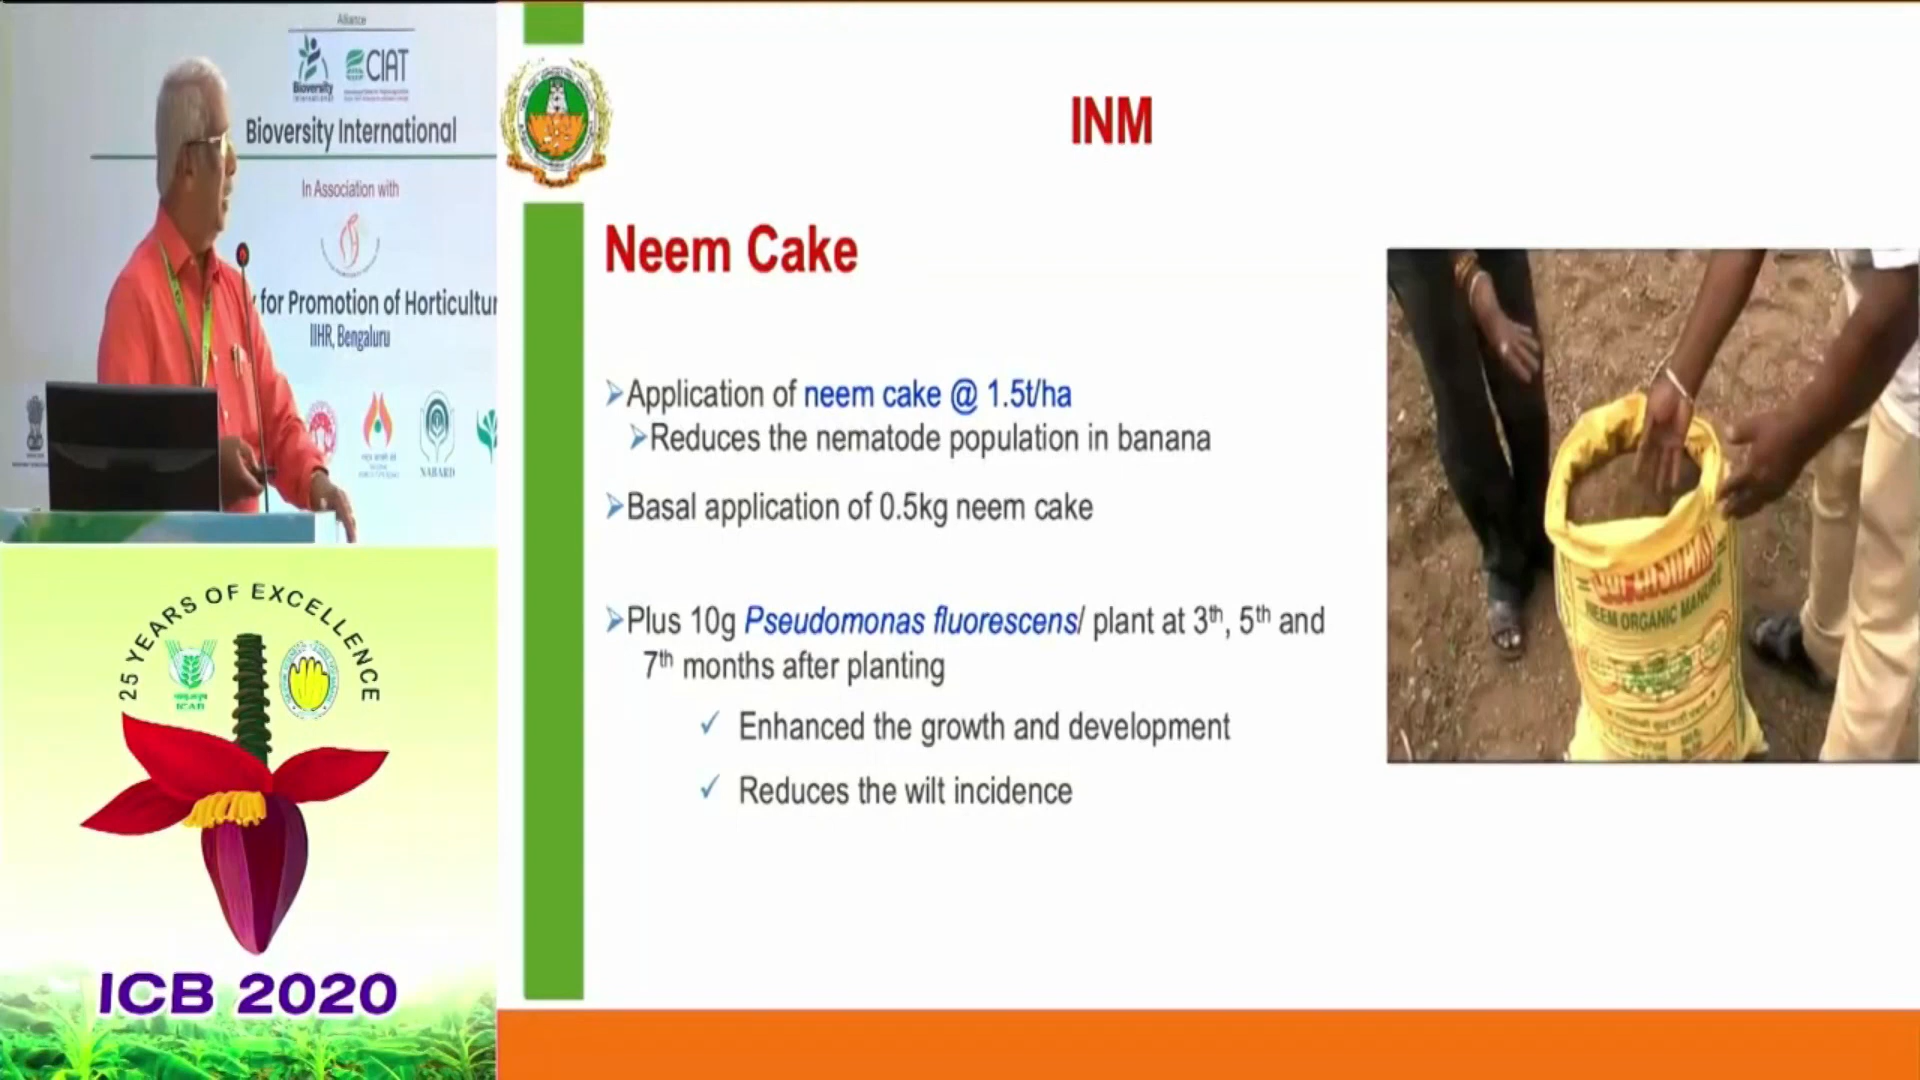 Alliance
Bioversity
CIAT
Bioversity International
In Association with
for Promotion of Horticultur
IIHR, Bengaluru
NABARD
25 YEARS OF EXCELLENCE
ICAR
ICB 2020
INM
Neem Cake
➢Application of neem cake @ 1.5t/ha
➢Reduces the nematode population in banana
➢Basal application of 0.5kg neem cake
➢Plus 10g Pseudomonas fluorescens/ plant at 3th, 5th and
7th months after planting
✓ Enhanced the growth and development
✓ Reduces the wilt incidence
NEEM ORGANIC MANURE